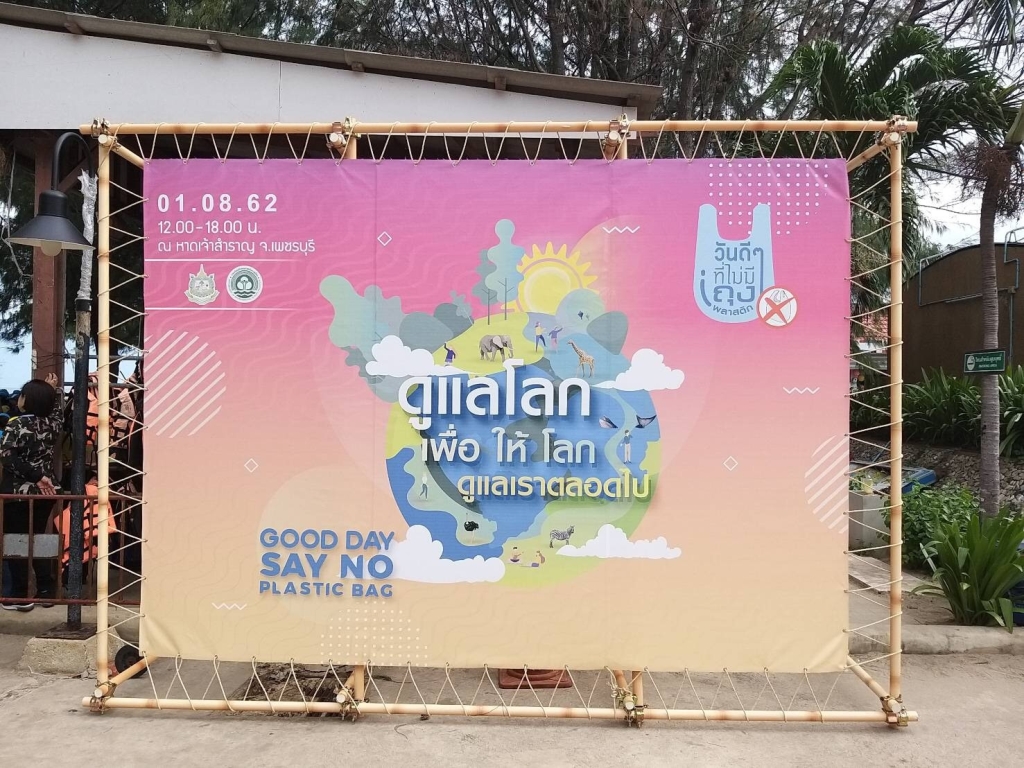 01.08.62
12.00-18.00 น.
ณ หาดเจ้าสำราญ จ.เพชรบุรี
วันดีๆ
ที่ไม่มี
ถุง
พลาสติก
ดูแลโลก
เพื่อ ให้ โลก
ดูแลเราตลอดไป
GOOD DAY
SAY NO
PLASTIC BAG